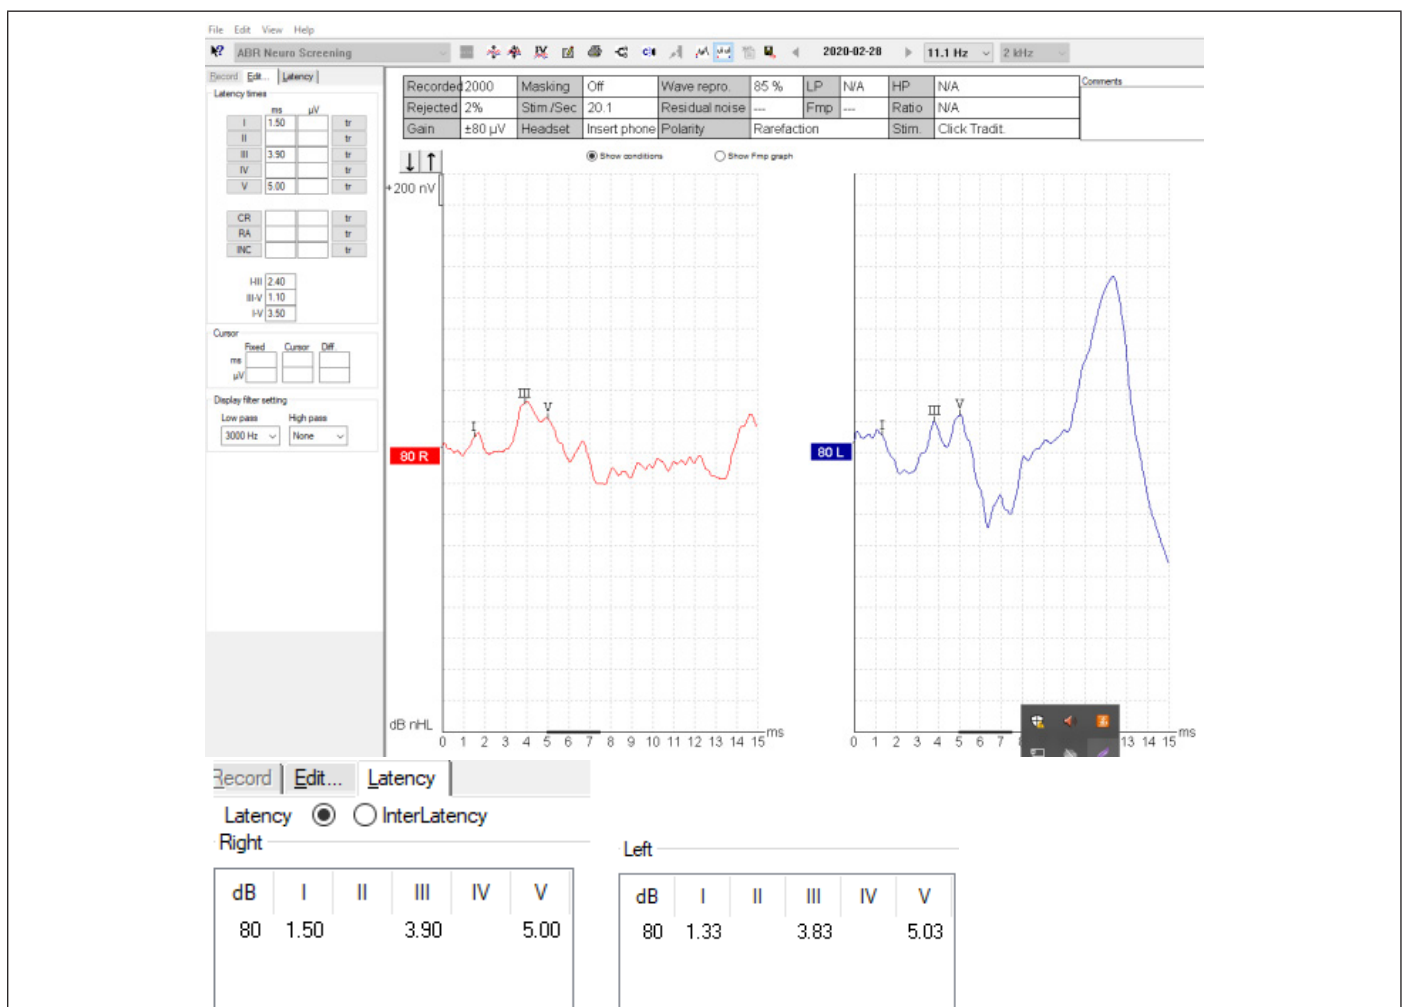 File Edit View Help
ABR Neuro Screening 2020-02-28 11.1 Hz 2 kHz
Record Edit... Latency
Latency times
ms µV
I 1.50 tr
II tr
III 3.90 tr
IV tr
V 5.00 tr
CR tr
RA tr
INC tr
I-III 2.40
III-V 1.10
I-V 3.50
Cursor
Fixed Cursor Diff.
ms
µV
Display filter setting
Low pass High pass
3000 Hz None
Recorded 2000 Masking Off Wave repro. 85 % LP N/A HP N/A
Rejected 2% Stim./Sec 20.1 Residual noise --- Fmp --- Ratio N/A
Gain ±80 µV Headset Insert phone Polarity Rarefaction Stim. Click Tradit.
Comments
Show conditions Show Fmp graph
+200 nV
I III V
80 R
I III V
80 L
dB nHL
0 1 2 3 4 5 6 7 8 9 10 11 12 13 14 15 ms
0 1 2 3 4 5 6 7 13 14 15 ms
Record Edit... Latency
Latency InterLatency
Right
dB I II III IV V
80 1.50 3.90 5.00
Left
dB I II III IV V
80 1.33 3.83 5.03